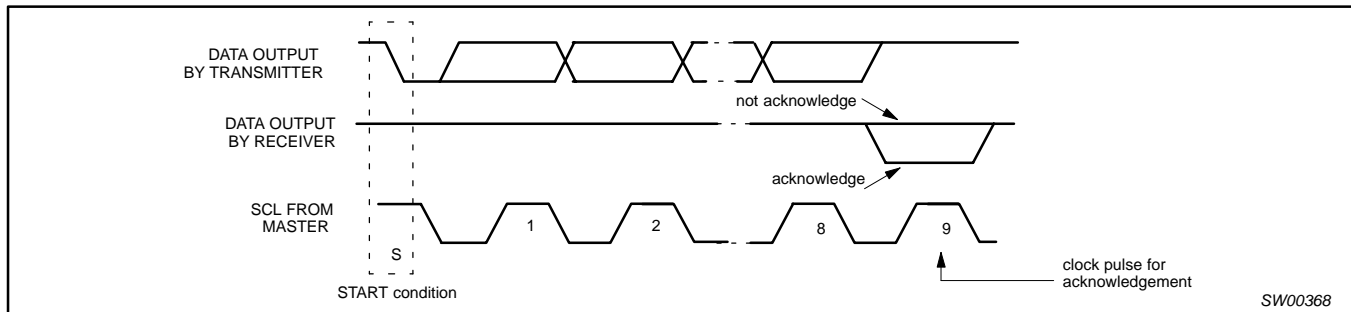 DATA OUTPUT
BY TRANSMITTER
not acknowledge
DATA OUTPUT
BY RECEIVER
acknowledge
SCL FROM
MASTER
1
2
8
9
S
clock pulse for
acknowledgement
START condition
SW00368